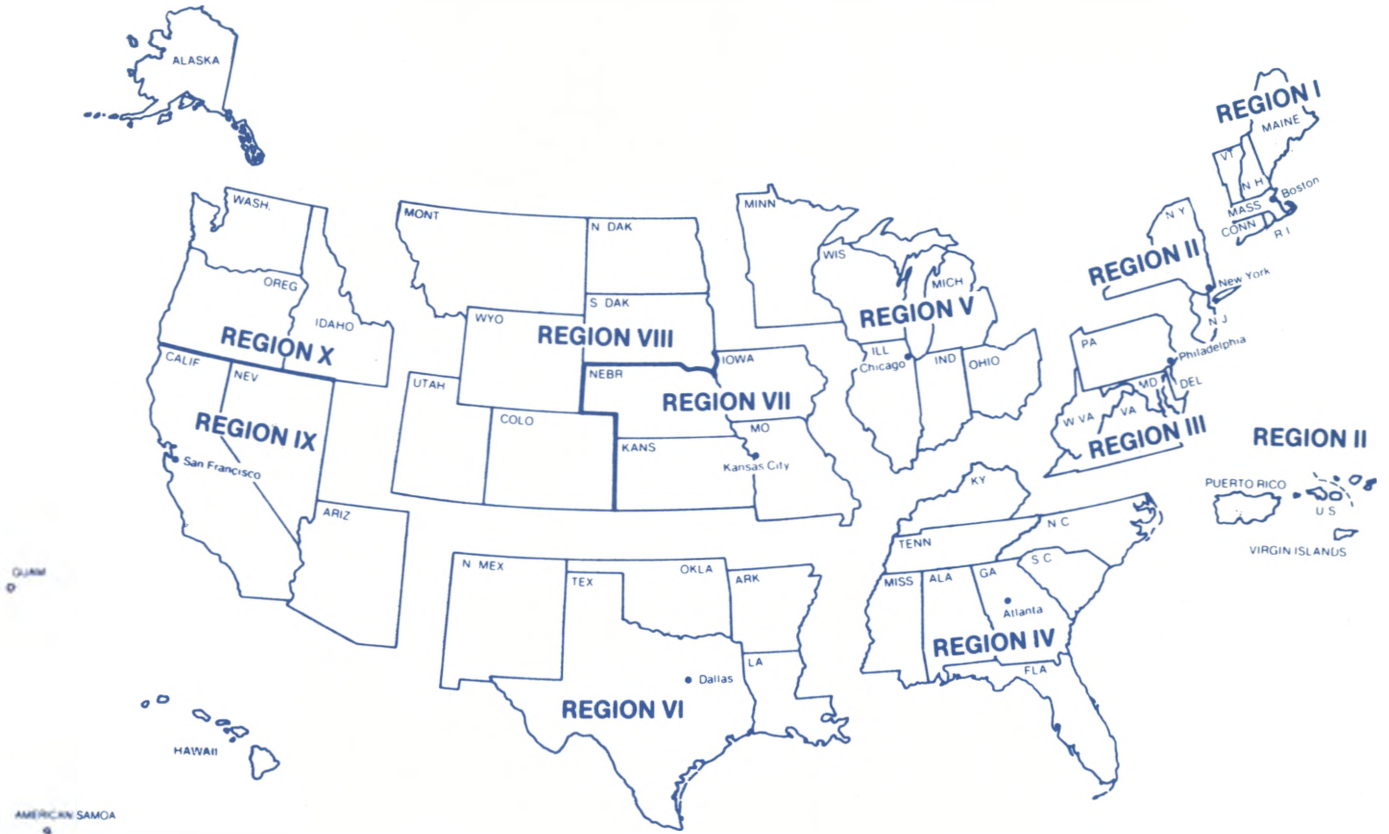 ALASKA
REGION I
MAINE
VT
N H
Boston
MASS
CONN
R I
WASH.
MONT
N DAK
MINN
N Y
WIS
REGION II
MICH
New York
OREG
S DAK
REGION V
IDAHO
WYO
N J
REGION X
REGION VIII
PA
Philadelphia
CALIF
NEV
UTAH
NEBR
IOWA
ILL
Chicago
IND
OHIO
MD
DEL
REGION IX
COLO
REGION VII
MO
W VA
VA
REGION III
REGION II
San Francisco
KANS
Kansas City
KY
PUERTO RICO
U S
VIRGIN ISLANDS
ARIZ
N C
TENN
S C
GUAM
N MEX
TEX
OKLA
ARK
MISS
ALA
GA
Atlanta
REGION IV
LA
FLA
Dallas
REGION VI
HAWAII
AMERICAN SAMOA